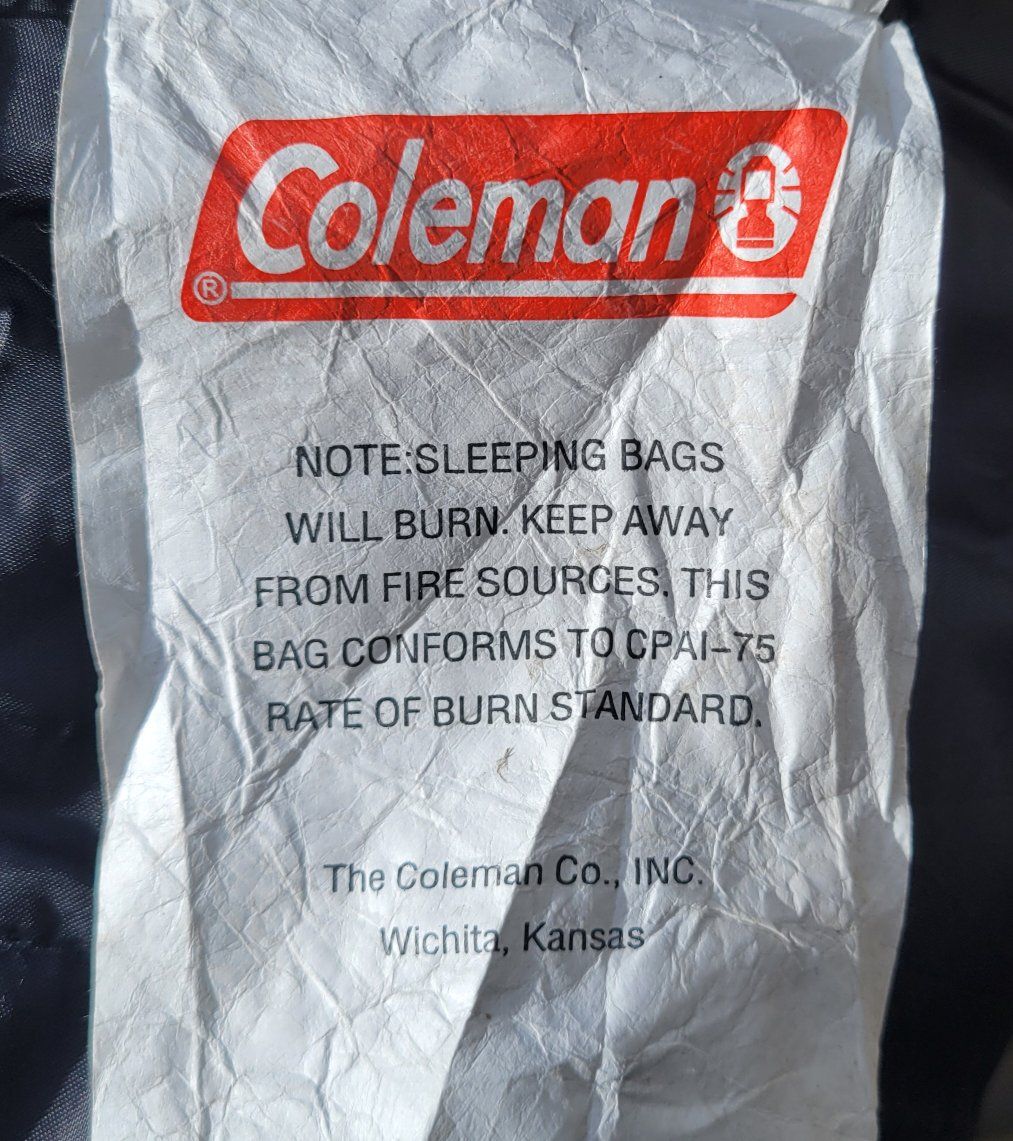 Coleman
®
NOTE:SLEEPING BAGS
WILL BURN. KEEP AWAY
FROM FIRE SOURCES. THIS
BAG CONFORMS TO CPAI-75
RATE OF BURN STANDARD.
The Coleman Co., INC.
Wichita, Kansas